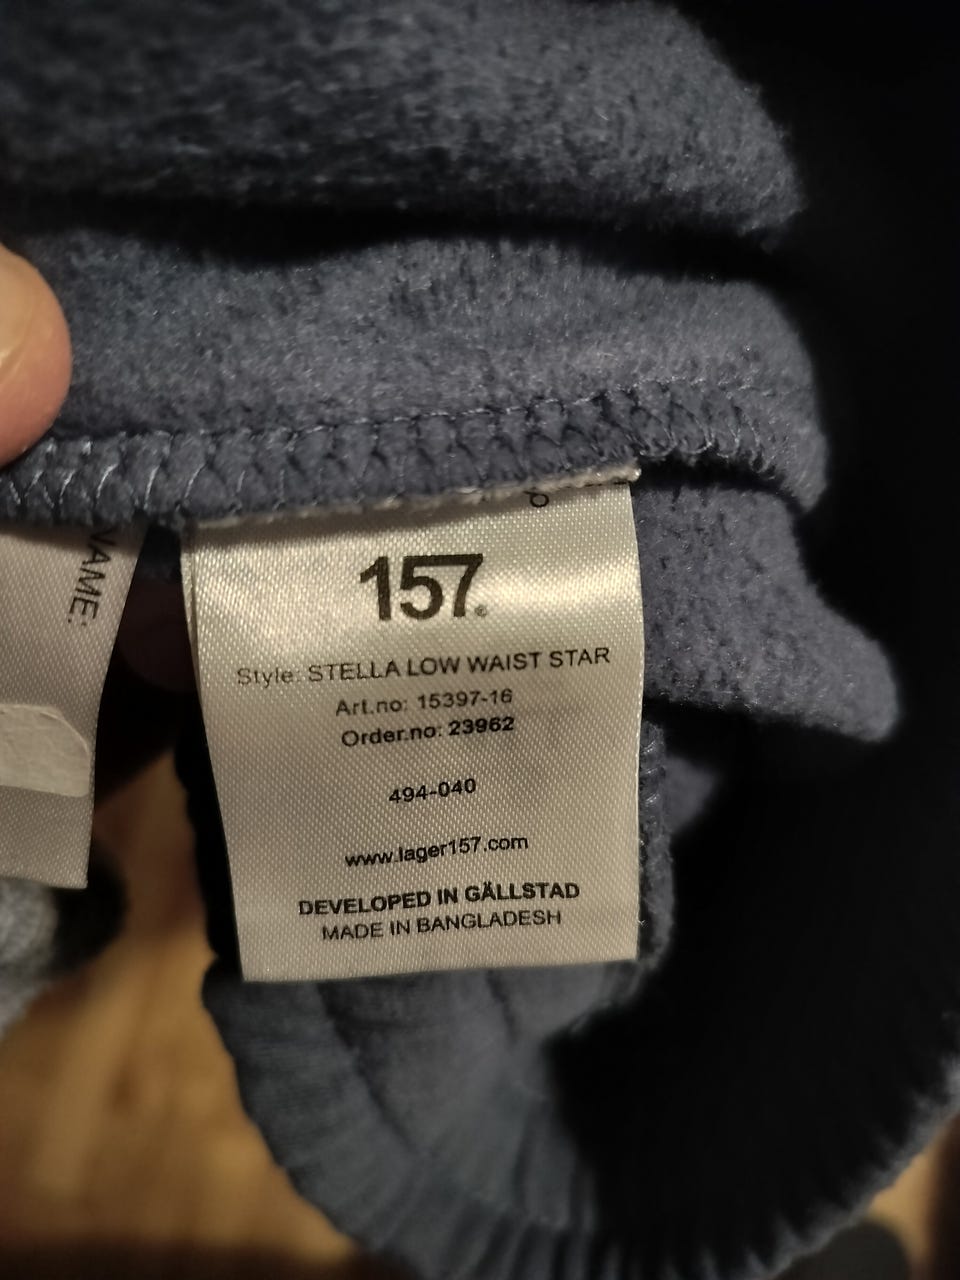 NAME:
157.
Style: STELLA LOW WAIST STAR
Art.no: 15397-16
Order.no: 23962
494-040
www.lager157.com
DEVELOPED IN GÄLLSTAD
MADE IN BANGLADESH